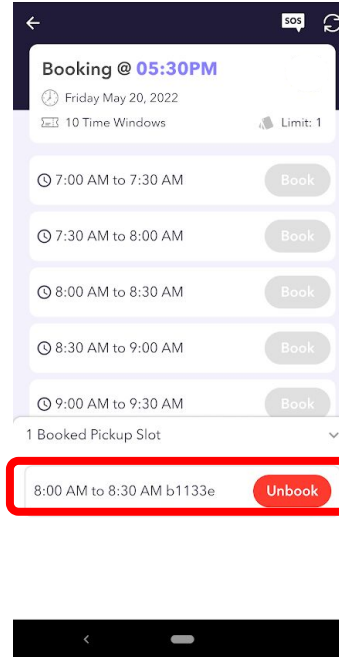 SOS
Booking @ 05:30PM
Friday May 20, 2022
10 Time Windows Limit: 1
7:00 AM to 7:30 AM Book
7:30 AM to 8:00 AM Book
8:00 AM to 8:30 AM Book
8:30 AM to 9:00 AM Book
9:00 AM to 9:30 AM Book
1 Booked Pickup Slot
8:00 AM to 8:30 AM b1133e Unbook